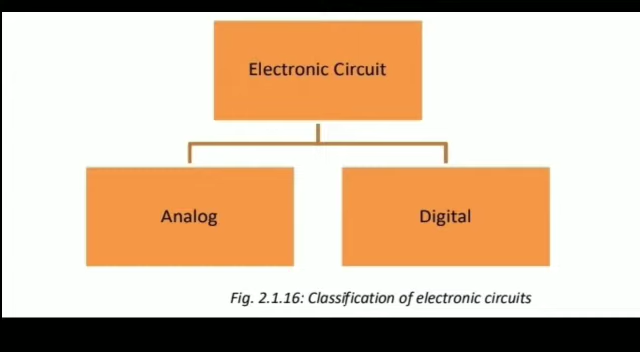 Electronic Circuit
Analog
Digital
Fig. 2.1.16: Classification of electronic circuits